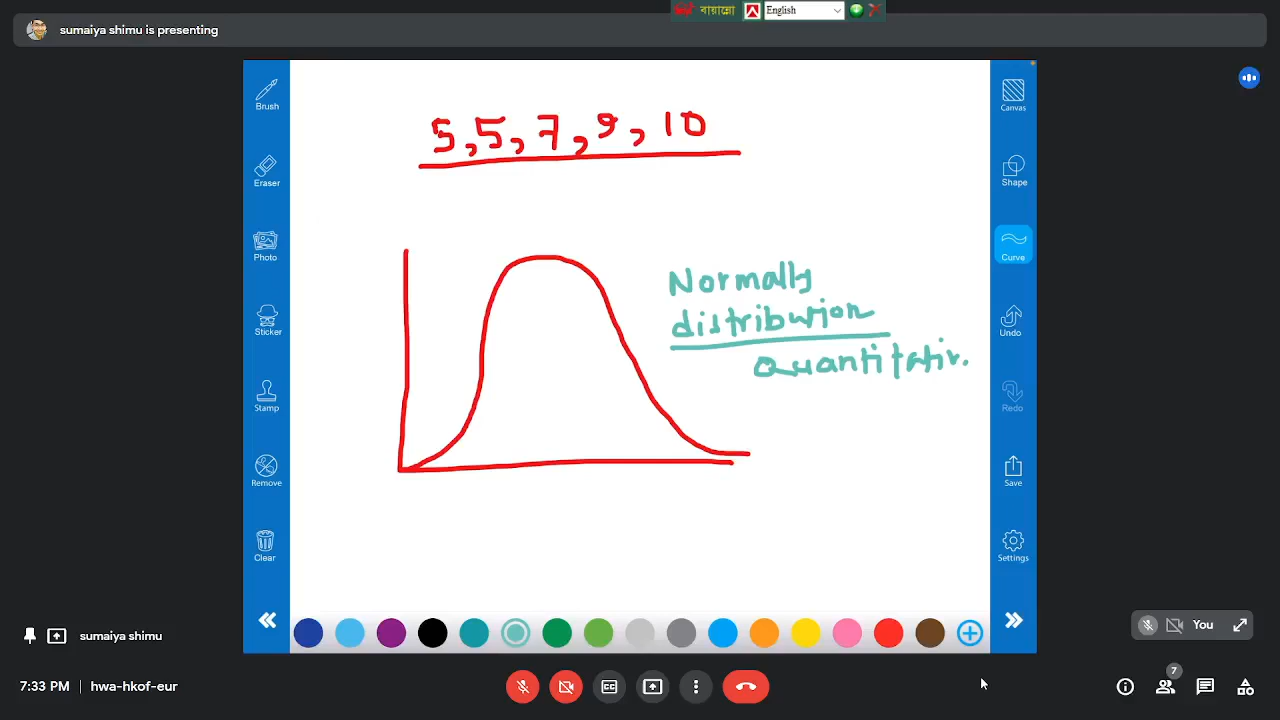 বায়ান্নো English
sumaiya shimu is presenting
Brush
Eraser
Photo
Sticker
Stamp
Remove
Clear
5, 5, 7, 9, 10
Normally
distribution
Quantitativ.
Canvas
Shape
Curve
Undo
Redo
Save
Settings
sumaiya shimu
You
7:33 PM | hwa-hkof-eur
7